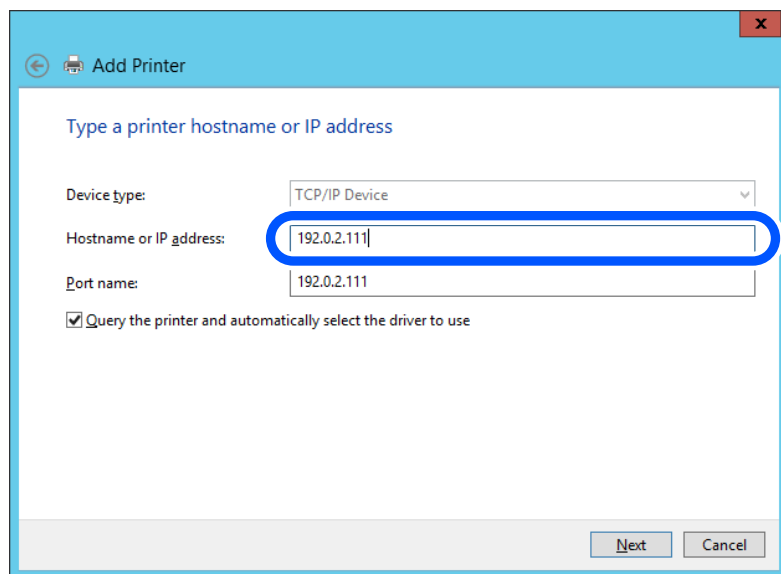 x
Add Printer
Type a printer hostname or IP address
Device type: TCP/IP Device
Hostname or IP address: 192.0.2.111
Port name: 192.0.2.111
Query the printer and automatically select the driver to use
Next Cancel